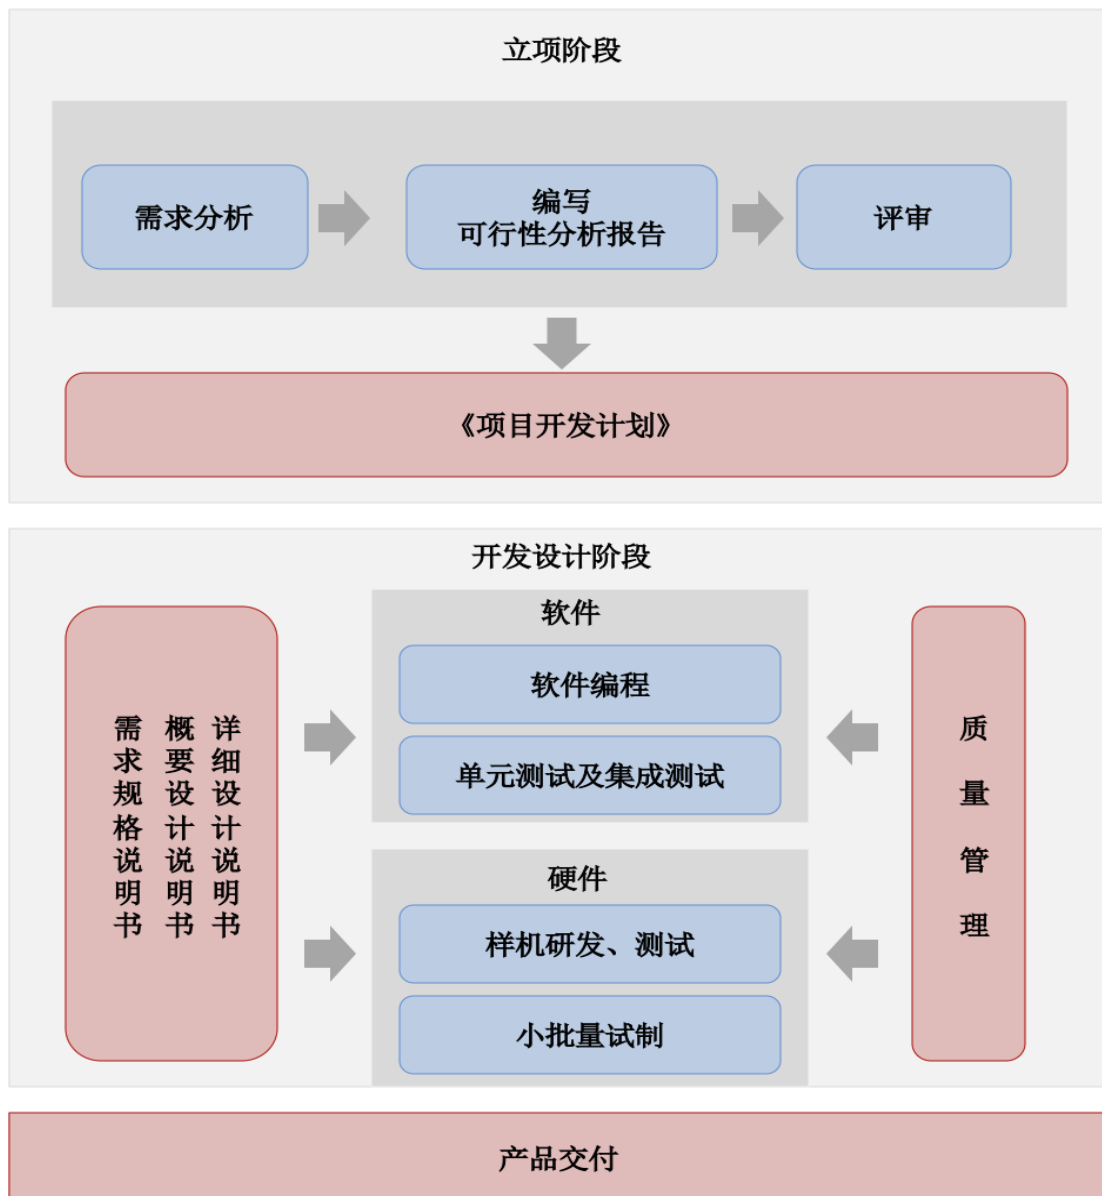 立项阶段
需求分析
编写
可行性分析报告
评审
《项目开发计划》
开发设计阶段
需求规格说明书
概要设计说明书
详细设计说明书
软件
软件编程
单元测试及集成测试
硬件
样机研发、测试
小批量试制
质量管理
产品交付